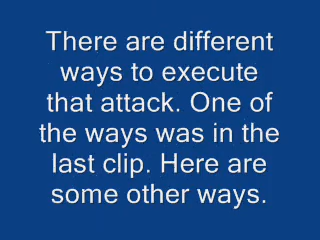 There are different
ways to execute
that attack. One of
the ways was in the
last clip. Here are
some other ways.